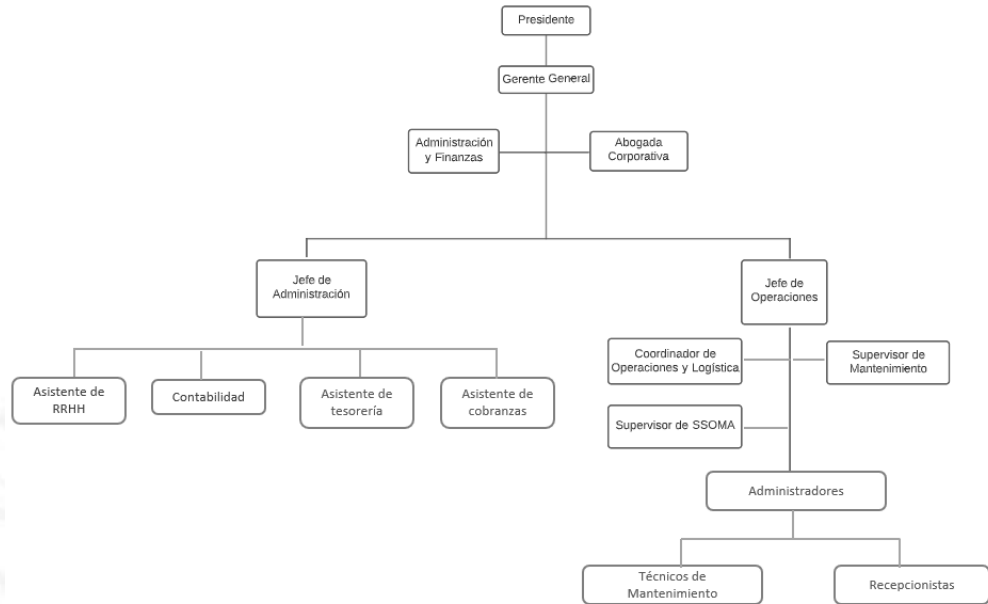 Presidente
Gerente General
Administración
y Finanzas
Abogada
Corporativa
Jefe de
Administración
Jefe de
Operaciones
Asistente de
RRHH
Contabilidad
Asistente de
tesorería
Asistente de
cobranzas
Coordinador de
Operaciones y Logística
Supervisor de
Mantenimiento
Supervisor de SSOMA
Administradores
Técnicos de
Mantenimiento
Recepcionistas